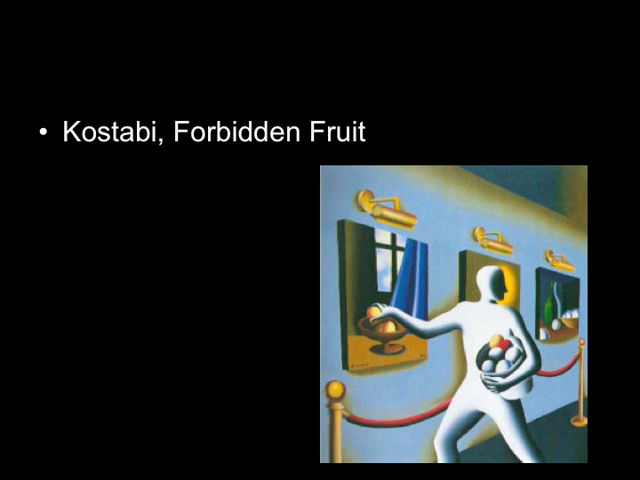 • Kostabi, Forbidden Fruit